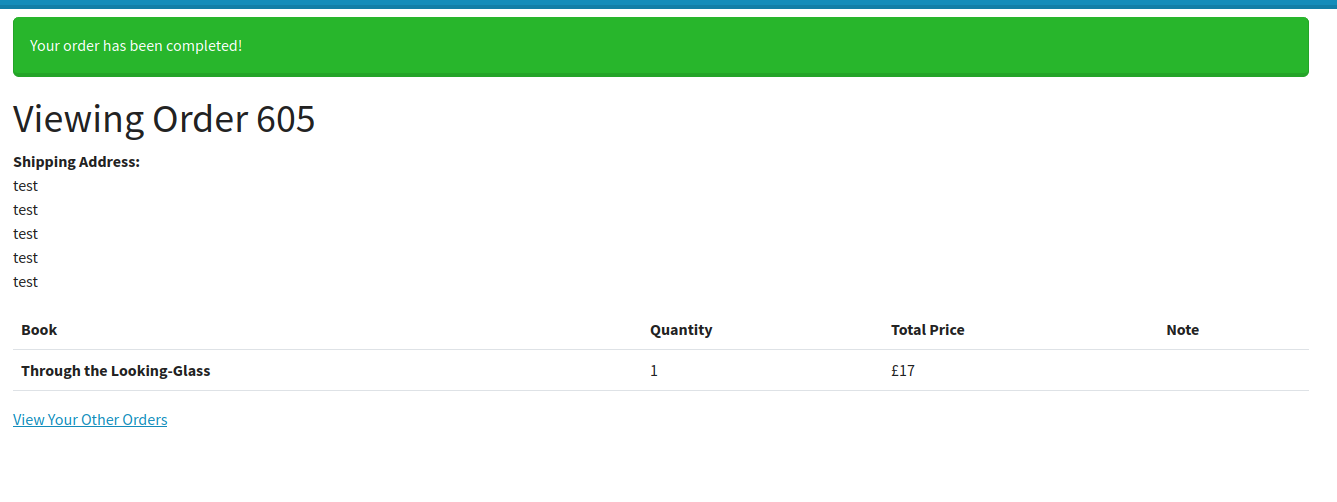 Your order has been completed!
Viewing Order 605
Shipping Address:
test
test
test
test
test
Book Quantity Total Price Note
Through the Looking-Glass 1 £17
View Your Other Orders